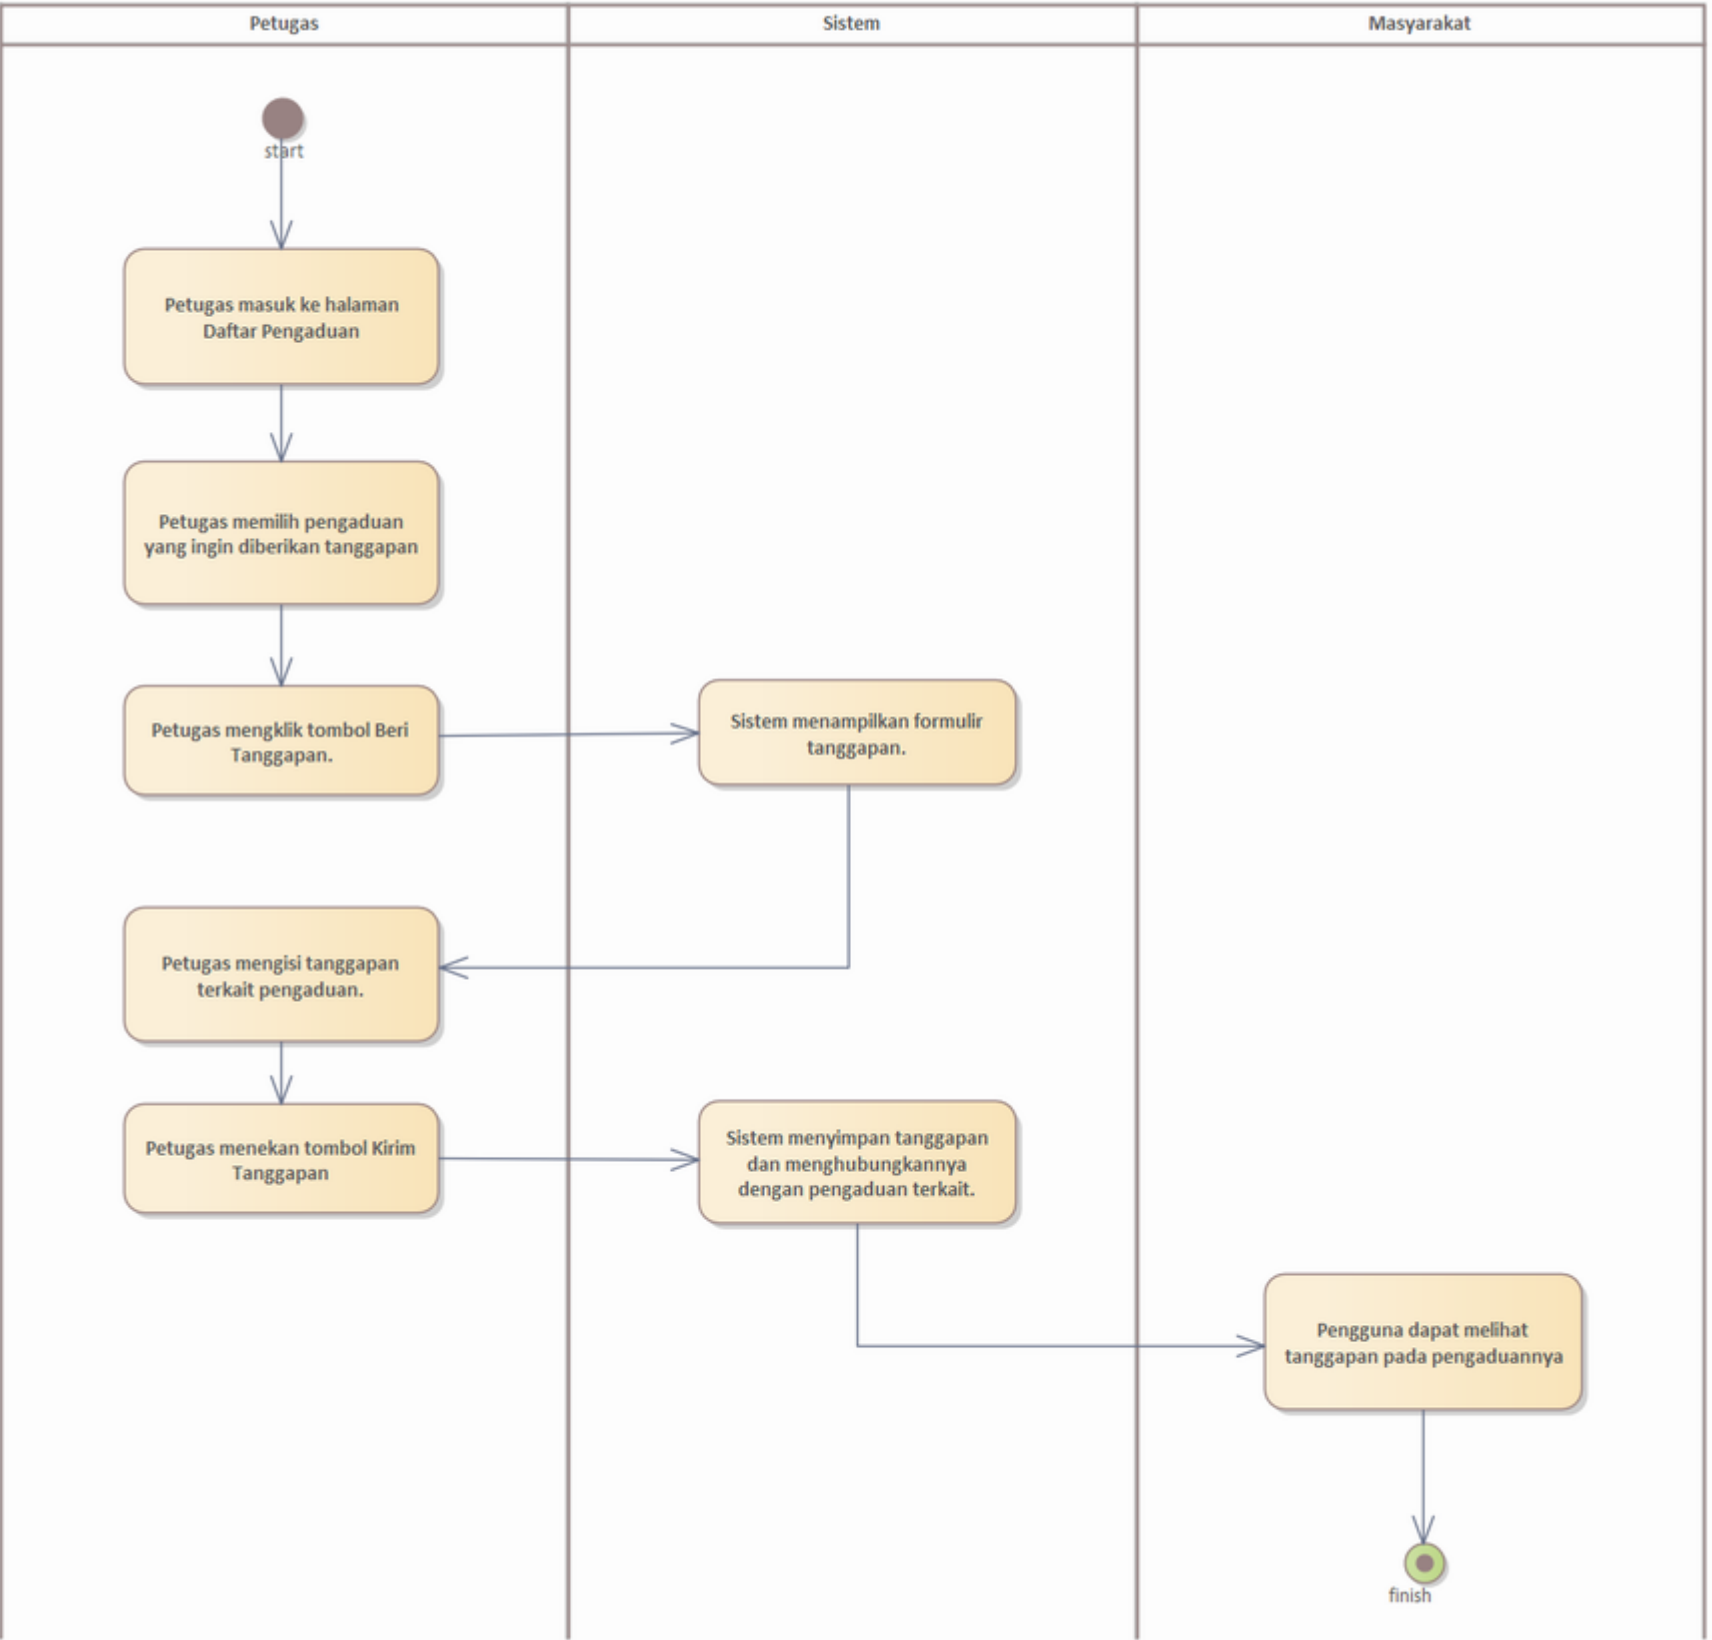 Petugas
Sistem
Masyarakat
start
Petugas masuk ke halaman
Daftar Pengaduan
Petugas memilih pengaduan
yang ingin diberikan tanggapan
Petugas mengklik tombol Beri
Tanggapan.
Sistem menampilkan formulir
tanggapan.
Petugas mengisi tanggapan
terkait pengaduan.
Petugas menekan tombol Kirim
Tanggapan
Sistem menyimpan tanggapan
dan menghubungkannya
dengan pengaduan terkait.
Pengguna dapat melihat
tanggapan pada pengaduannya
finish